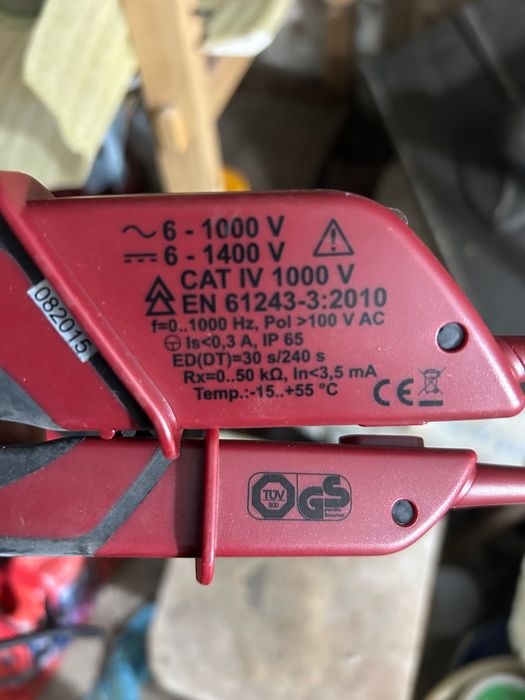 6 - 1000 V
6 - 1400 V
CAT IV 1000 V
EN 61243-3:2010
f=0..1000 Hz, Pol >100 V AC
Is<0,3 A, IP 65
ED(DT)=30 s/240 s
Rx=0..50 kΩ, In<3,5 mA
Temp.:-15..+55 °C
CE
082015
TÜV
SÜD
GS